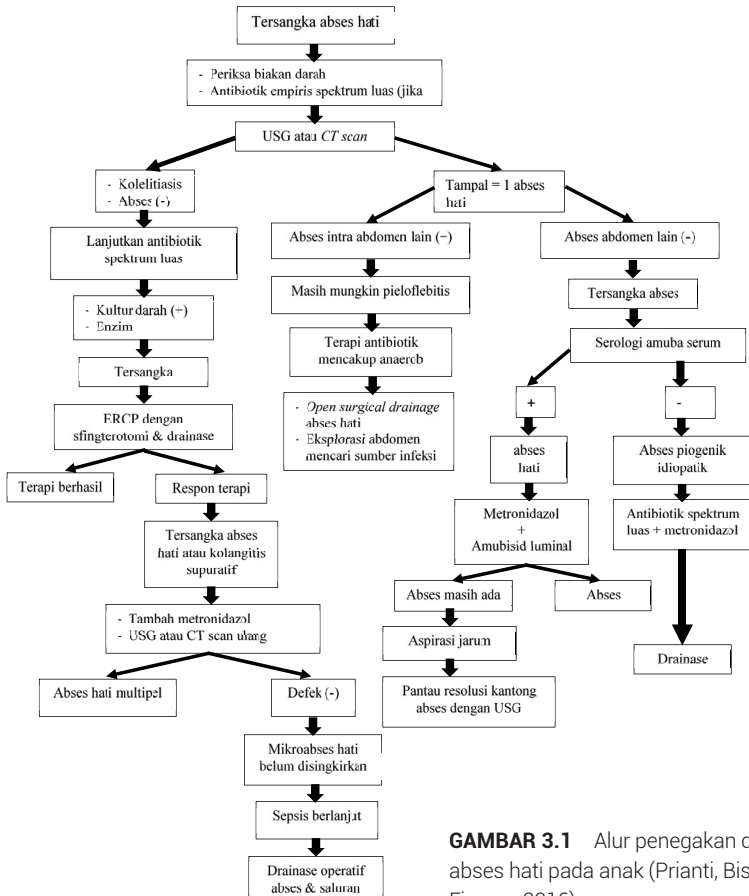 Tersangka abses hati
- Periksa biakan darah
- Antibiotik empiris spektrum luas (jika
USG atau CT scan
- Kolelitiasis
- Abses (-)
Lanjutkan antibiotik
spektrum luas
- Kultur darah (+)
- Enzim
Tersangka
ERCP dengan
sfingterotomi & drainase
Terapi berhasil
Respon terapi
Tersangka abses
hati atau kolangitis
supuratif
- Tambah metronidazol
- USG atau CT scan ulang
Abses hati multipel
Defek (-)
Mikroabses hati
belum disingkirkan
Sepsis berlanjut
Drainase operatif
abses & saluran
Tampal = 1 abses
hati
Abses intra abdomen lain (+)
Masih mungkin pieloflebitis
Terapi antibiotik
mencakup anaerob
- Open surgical drainage
abses hati
- Eksplorasi abdomen
mencari sumber infeksi
Abses abdomen lain (-)
Tersangka abses
Serologi amuba serum
+
abses
hati
Metronidazol
+
Amubisid luminal
Abses masih ada
Aspirasi jarum
Pantau resolusi kantong
abses dengan USG
Abses
-
Abses piogenik
idiopatik
Antibiotik spektrum
luas + metronidazol
Drainase
GAMBAR 3.1 Alur penegakan
abses hati pada anak (Prianti,
2016)